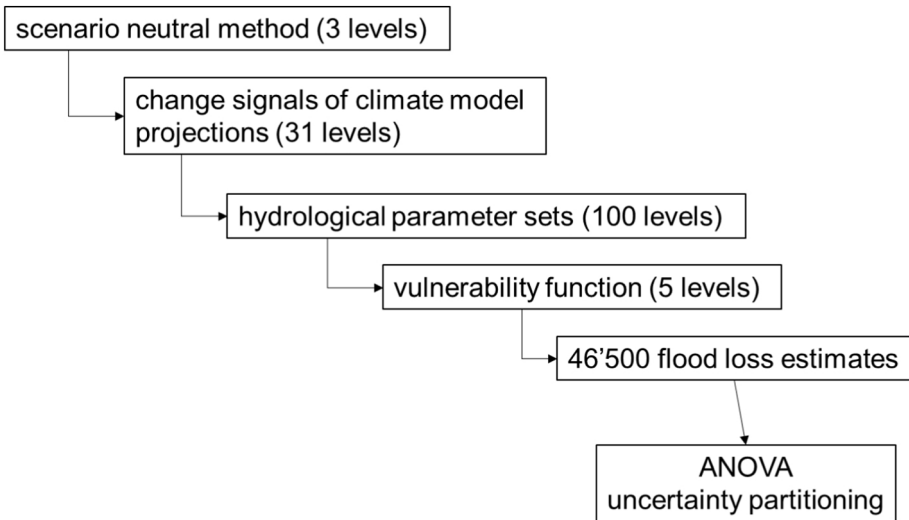 scenario neutral method (3 levels)
change signals of climate model
projections (31 levels)
hydrological parameter sets (100 levels)
vulnerability function (5 levels)
46’500 flood loss estimates
ANOVA
uncertainty partitioning